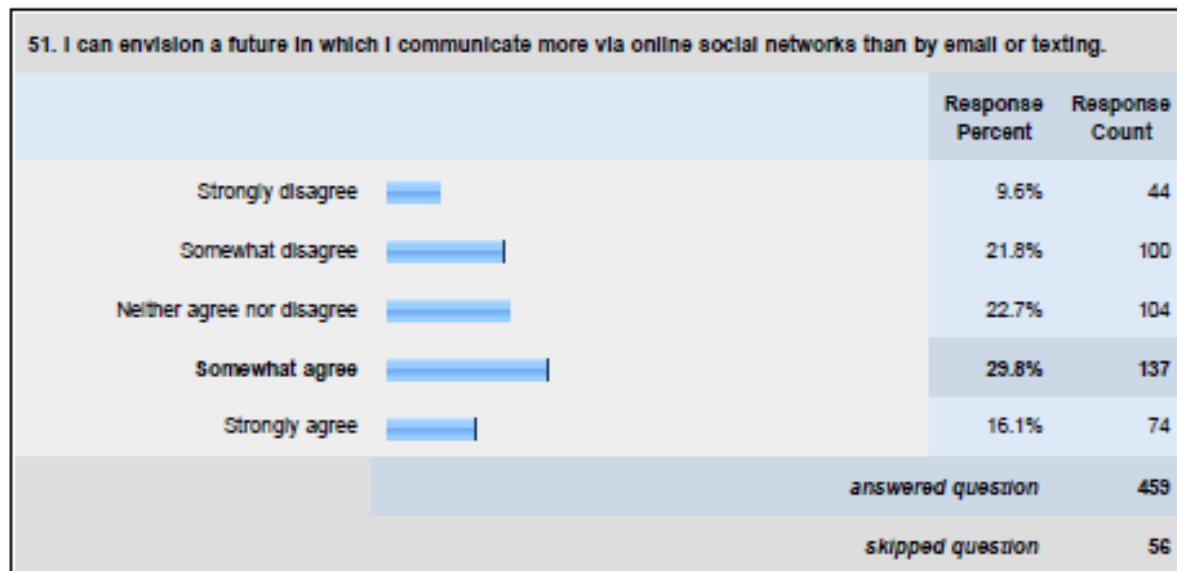 51. I can envision a future in which I communicate more via online social networks than by email or texting.
Response Percent Response Count
Strongly disagree 9.6% 44
Somewhat disagree 21.8% 100
Neither agree nor disagree 22.7% 104
Somewhat agree 29.8% 137
Strongly agree 16.1% 74
answered question 459
skipped question 56